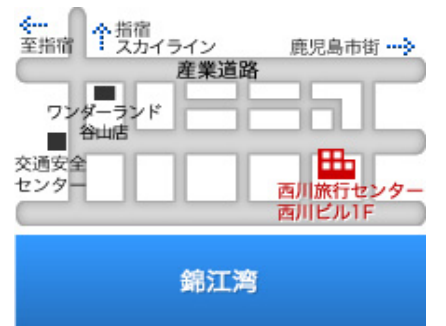 至指宿
指宿
スカイライン
鹿児島市街
産業道路
ワンダーランド
谷山店
交通安全
センター
西川旅行センター
西川ビル1F
錦江湾